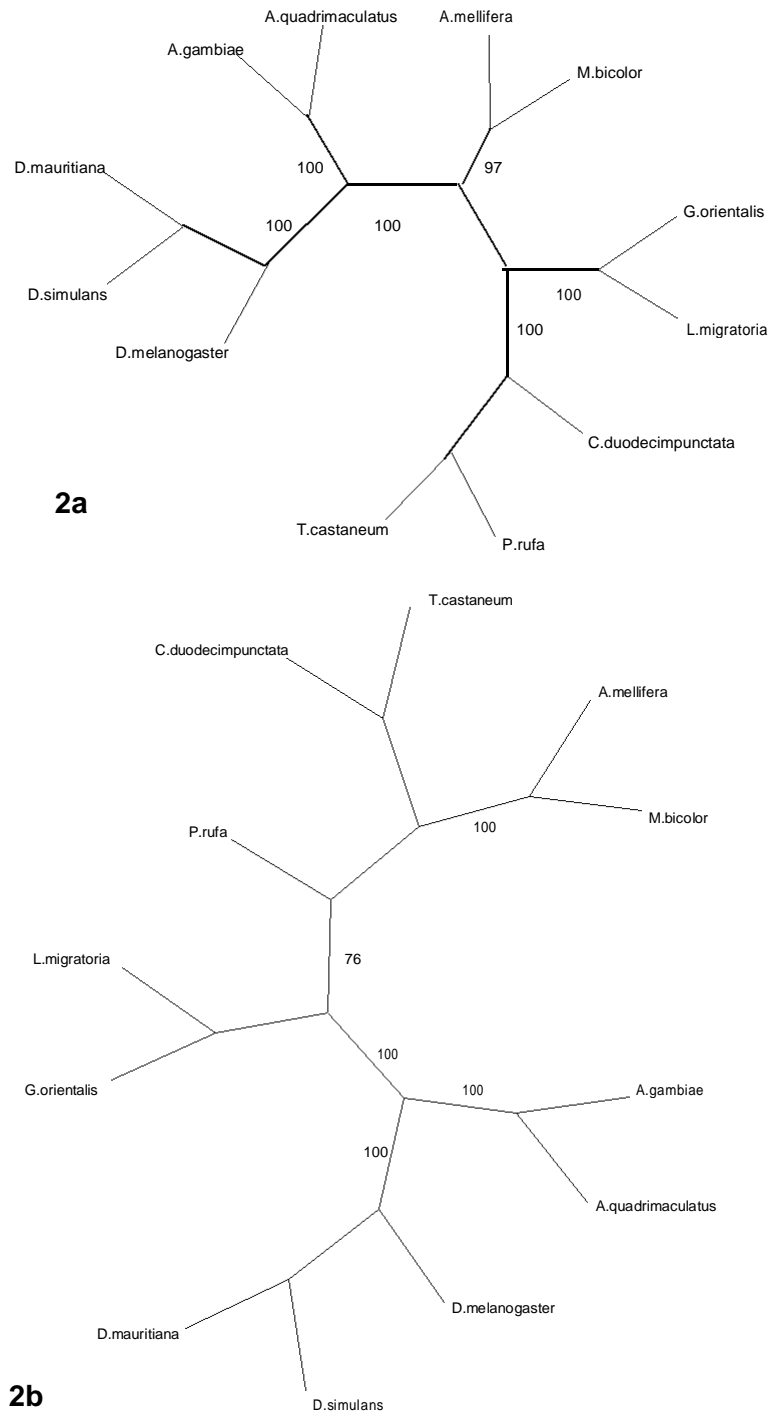 A.quadrimaculatus
A.mellifera
A.gambiae
M.bicolor
D.mauritiana
100
97
G.orientalis
100
100
D.simulans
100
L.migratoria
100
D.melanogaster
C.duodecimpunctata
2a
T.castaneum
P.rufa
T.castaneum
C.duodecimpunctata
A.mellifera
M.bicolor
100
P.rufa
L.migratoria
76
100
G.orientalis
100
A.gambiae
100
A.quadrimaculatus
D.melanogaster
D.mauritiana
2b
D.simulans